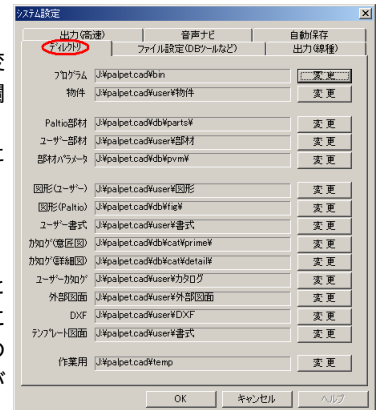 システム設定
出力(高速) 音声ナビ 自動保存
ディレクトリ ファイル設定(DBツールなど) 出力(線種)
プログラム J:¥palpet.cad¥bin 変更
物件 J:¥palpet.cad¥user¥物件 変更
Paltio部材 J:¥palpet.cad¥db¥parts¥ 変更
ユーザー部材 J:¥palpet.cad¥user¥部材 変更
部材パラメータ J:¥palpet.cad¥db¥pvm¥ 変更
図形(ユーザー) J:¥palpet.cad¥user¥図形 変更
図形(Paltio) J:¥palpet.cad¥db¥fig¥ 変更
ユーザー書式 J:¥palpet.cad¥user¥書式 変更
カタログ(意匠図) J:¥palpet.cad¥db¥cat¥prime¥ 変更
カタログ(詳細図) J:¥palpet.cad¥db¥cat¥detail¥ 変更
ユーザーカタログ J:¥palpet.cad¥user¥カタログ 変更
外部図面 J:¥palpet.cad¥user¥外部図面 変更
DXF J:¥palpet.cad¥user¥DXF 変更
テンプレート図面 J:¥palpet.cad¥user¥書式 変更
作業用 J:¥palpet.cad¥temp 変更
OK キャンセル ヘルプ